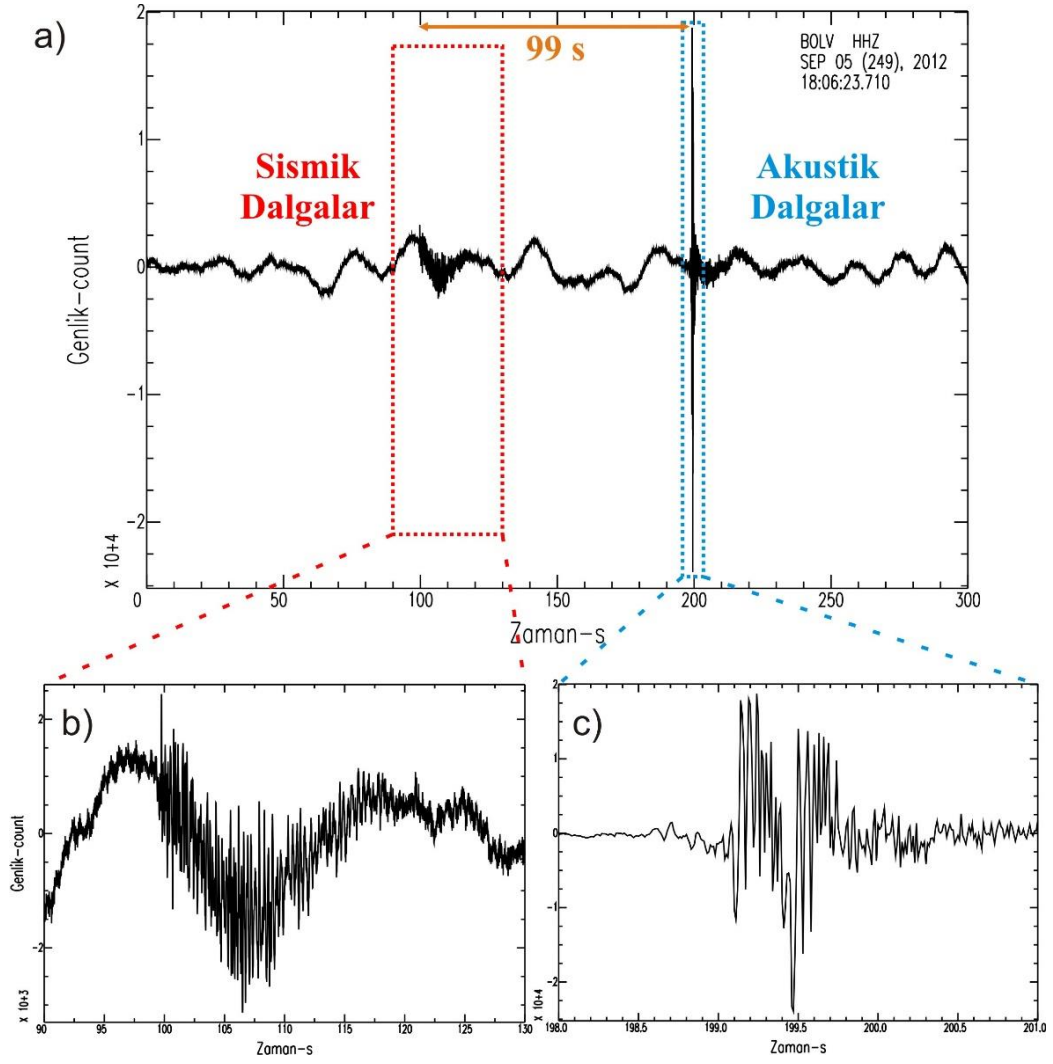 a)
99 s
BOLV HHZ
SEP 05 (249), 2012
18:06:23.710
Sismik
Dalgalar
Akustik
Dalgalar
Genlik-count
X 10+4
2
1
0
-1
-2
0 50 100 150 200 250 300
Zaman-s
b)
Genlik-count
X 10+3
2
0
-2
90 95 100 105 110 115 120 125 130
Zaman-s
c)
X 10+4
2
1
0
-1
-2
198.0 198.5 199.0 199.5 200.0 200.5 201.0
Zaman-s